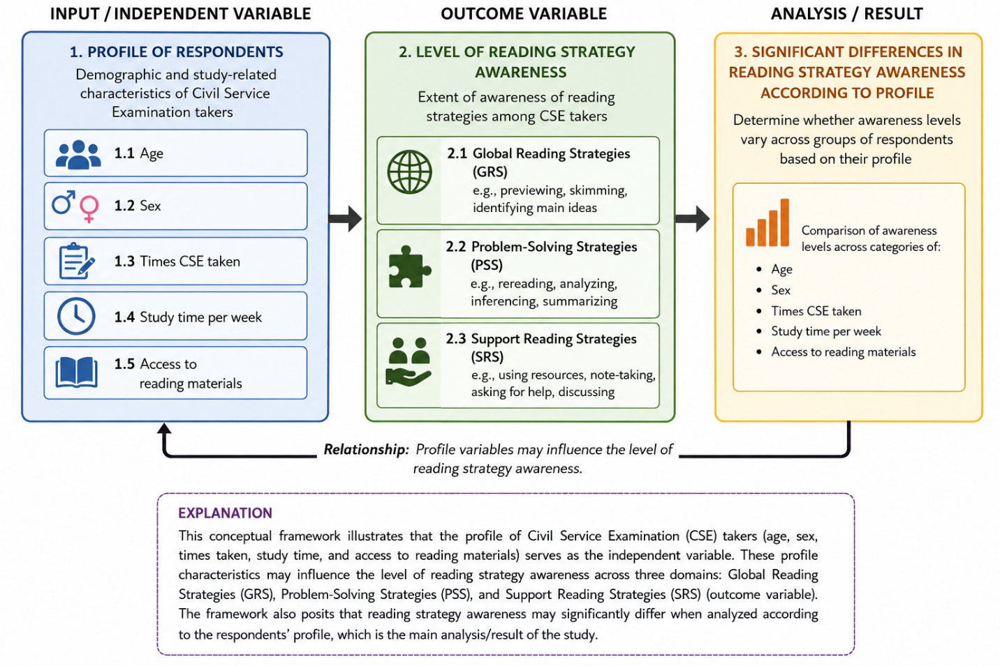 INPUT / INDEPENDENT VARIABLE
1. PROFILE OF RESPONDENTS
Demographic and study-related
characteristics of Civil Service
Examination takers
1.1 Age
1.2 Sex
1.3 Times CSE taken
1.4 Study time per week
1.5 Access to
reading materials
OUTCOME VARIABLE
2. LEVEL OF READING STRATEGY
AWARENESS
Extent of awareness of reading
strategies among CSE takers
2.1 Global Reading Strategies
(GRS)
e.g., previewing, skimming,
identifying main ideas
2.2 Problem-Solving Strategies
(PSS)
e.g., rereading, analyzing,
inferencing, summarizing
2.3 Support Reading Strategies
(SRS)
e.g., using resources, note-taking,
asking for help, discussing
ANALYSIS / RESULT
3. SIGNIFICANT DIFFERENCES IN
READING STRATEGY AWARENESS
ACCORDING TO PROFILE
Determine whether awareness levels
vary across groups of respondents
based on their profile
Comparison of awareness
levels across categories of:
• Age
• Sex
• Times CSE taken
• Study time per week
• Access to reading materials
Relationship: Profile variables may influence the level of
reading strategy awareness.
EXPLANATION
This conceptual framework illustrates that the profile of Civil Service Examination (CSE) takers (age, sex,
times taken, study time, and access to reading materials) serves as the independent variable. These profile
characteristics may influence the level of reading strategy awareness across three domains: Global Reading
Strategies (GRS), Problem-Solving Strategies (PSS), and Support Reading Strategies (SRS) (outcome variable).
The framework also posits that reading strategy awareness may significantly differ when analyzed according
to the respondents' profile, which is the main analysis/result of the study.